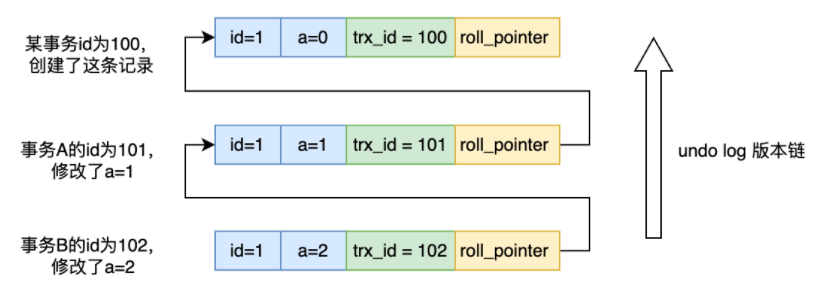 某事务id为100，
创建了这条记录
id=1 a=0 trx_id = 100 roll_pointer
事务A的id为101，
修改了a=1
id=1 a=1 trx_id = 101 roll_pointer
undo log 版本链
事务B的id为102，
修改了a=2
id=1 a=2 trx_id = 102 roll_pointer